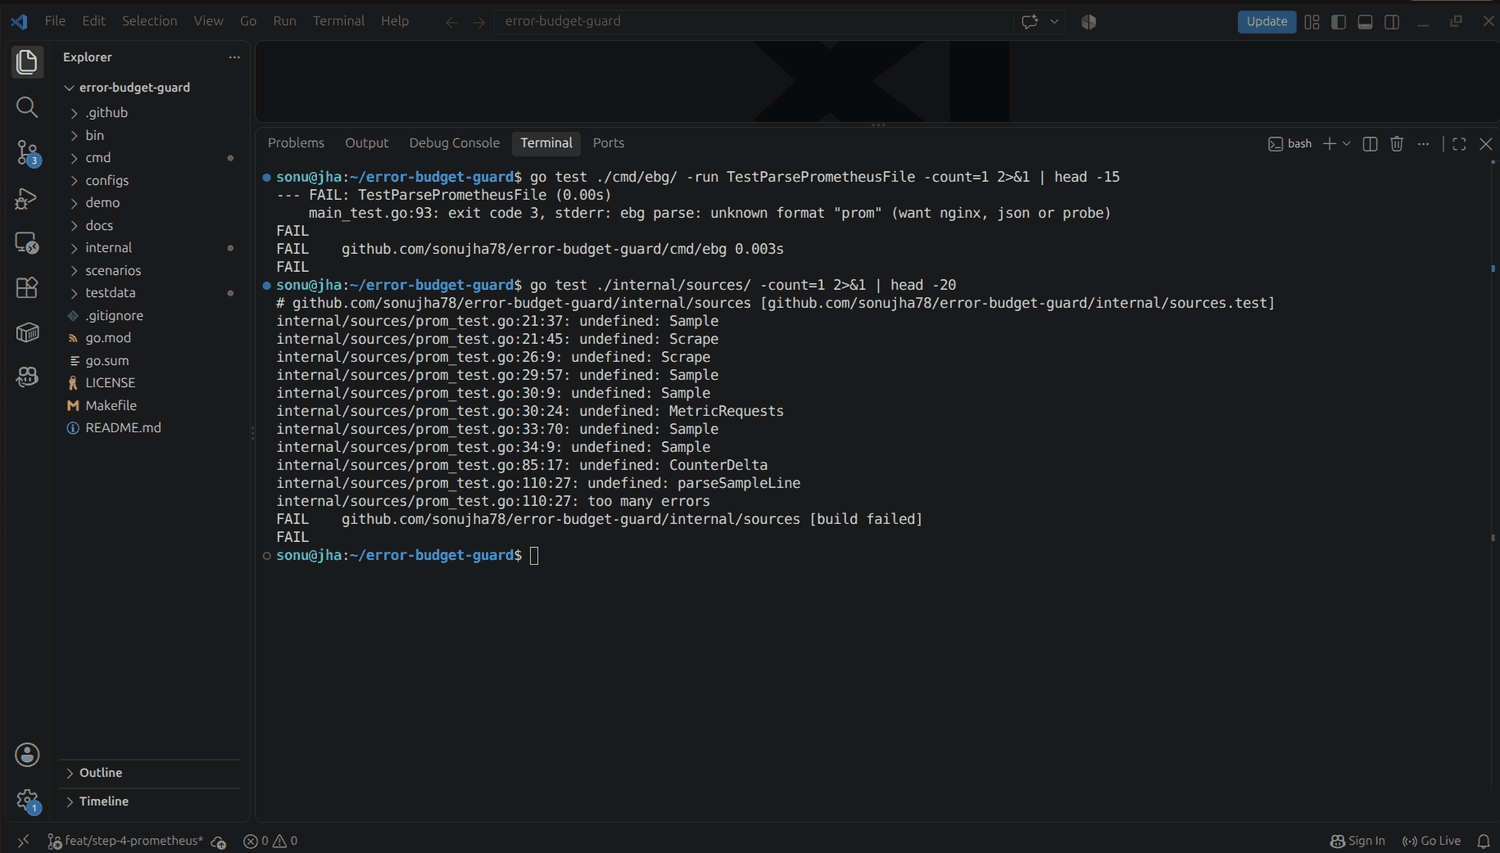 File Edit Selection View Go Run Terminal Help
error-budget-guard
Update
Explorer
error-budget-guard
.github
bin
cmd
configs
demo
docs
internal
scenarios
testdata
.gitignore
go.mod
go.sum
LICENSE
Makefile
README.md
Outline
Timeline
3
1
Problems Output Debug Console Terminal Ports
bash
sonu@jha:~/error-budget-guard$ go test ./cmd/ebg/ -run TestParsePrometheusFile -count=1 2>&1 | head -15
--- FAIL: TestParsePrometheusFile (0.00s)
main_test.go:93: exit code 3, stderr: ebg parse: unknown format "prom" (want nginx, json or probe)
FAIL
FAIL github.com/sonujha78/error-budget-guard/cmd/ebg 0.003s
FAIL
sonu@jha:~/error-budget-guard$ go test ./internal/sources/ -count=1 2>&1 | head -20
# github.com/sonujha78/error-budget-guard/internal/sources [github.com/sonujha78/error-budget-guard/internal/sources.test]
internal/sources/prom_test.go:21:37: undefined: Sample
internal/sources/prom_test.go:21:45: undefined: Scrape
internal/sources/prom_test.go:26:9: undefined: Scrape
internal/sources/prom_test.go:29:57: undefined: Sample
internal/sources/prom_test.go:30:9: undefined: Sample
internal/sources/prom_test.go:30:24: undefined: MetricRequests
internal/sources/prom_test.go:33:70: undefined: Sample
internal/sources/prom_test.go:34:9: undefined: Sample
internal/sources/prom_test.go:85:17: undefined: CounterDelta
internal/sources/prom_test.go:110:27: undefined: parseSampleLine
internal/sources/prom_test.go:110:27: too many errors
FAIL github.com/sonujha78/error-budget-guard/internal/sources [build failed]
FAIL
sonu@jha:~/error-budget-guard$
feat/step-4-prometheus* 0 0
Sign In Go Live